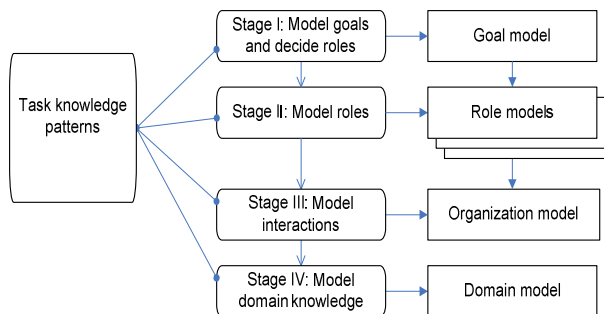 Stage I: Model goals
and decide roles
Goal model
Task knowledge
patterns
Stage II: Model roles
Role models
Stage III: Model
interactions
Organization model
Stage IV: Model
domain knowledge
Domain model